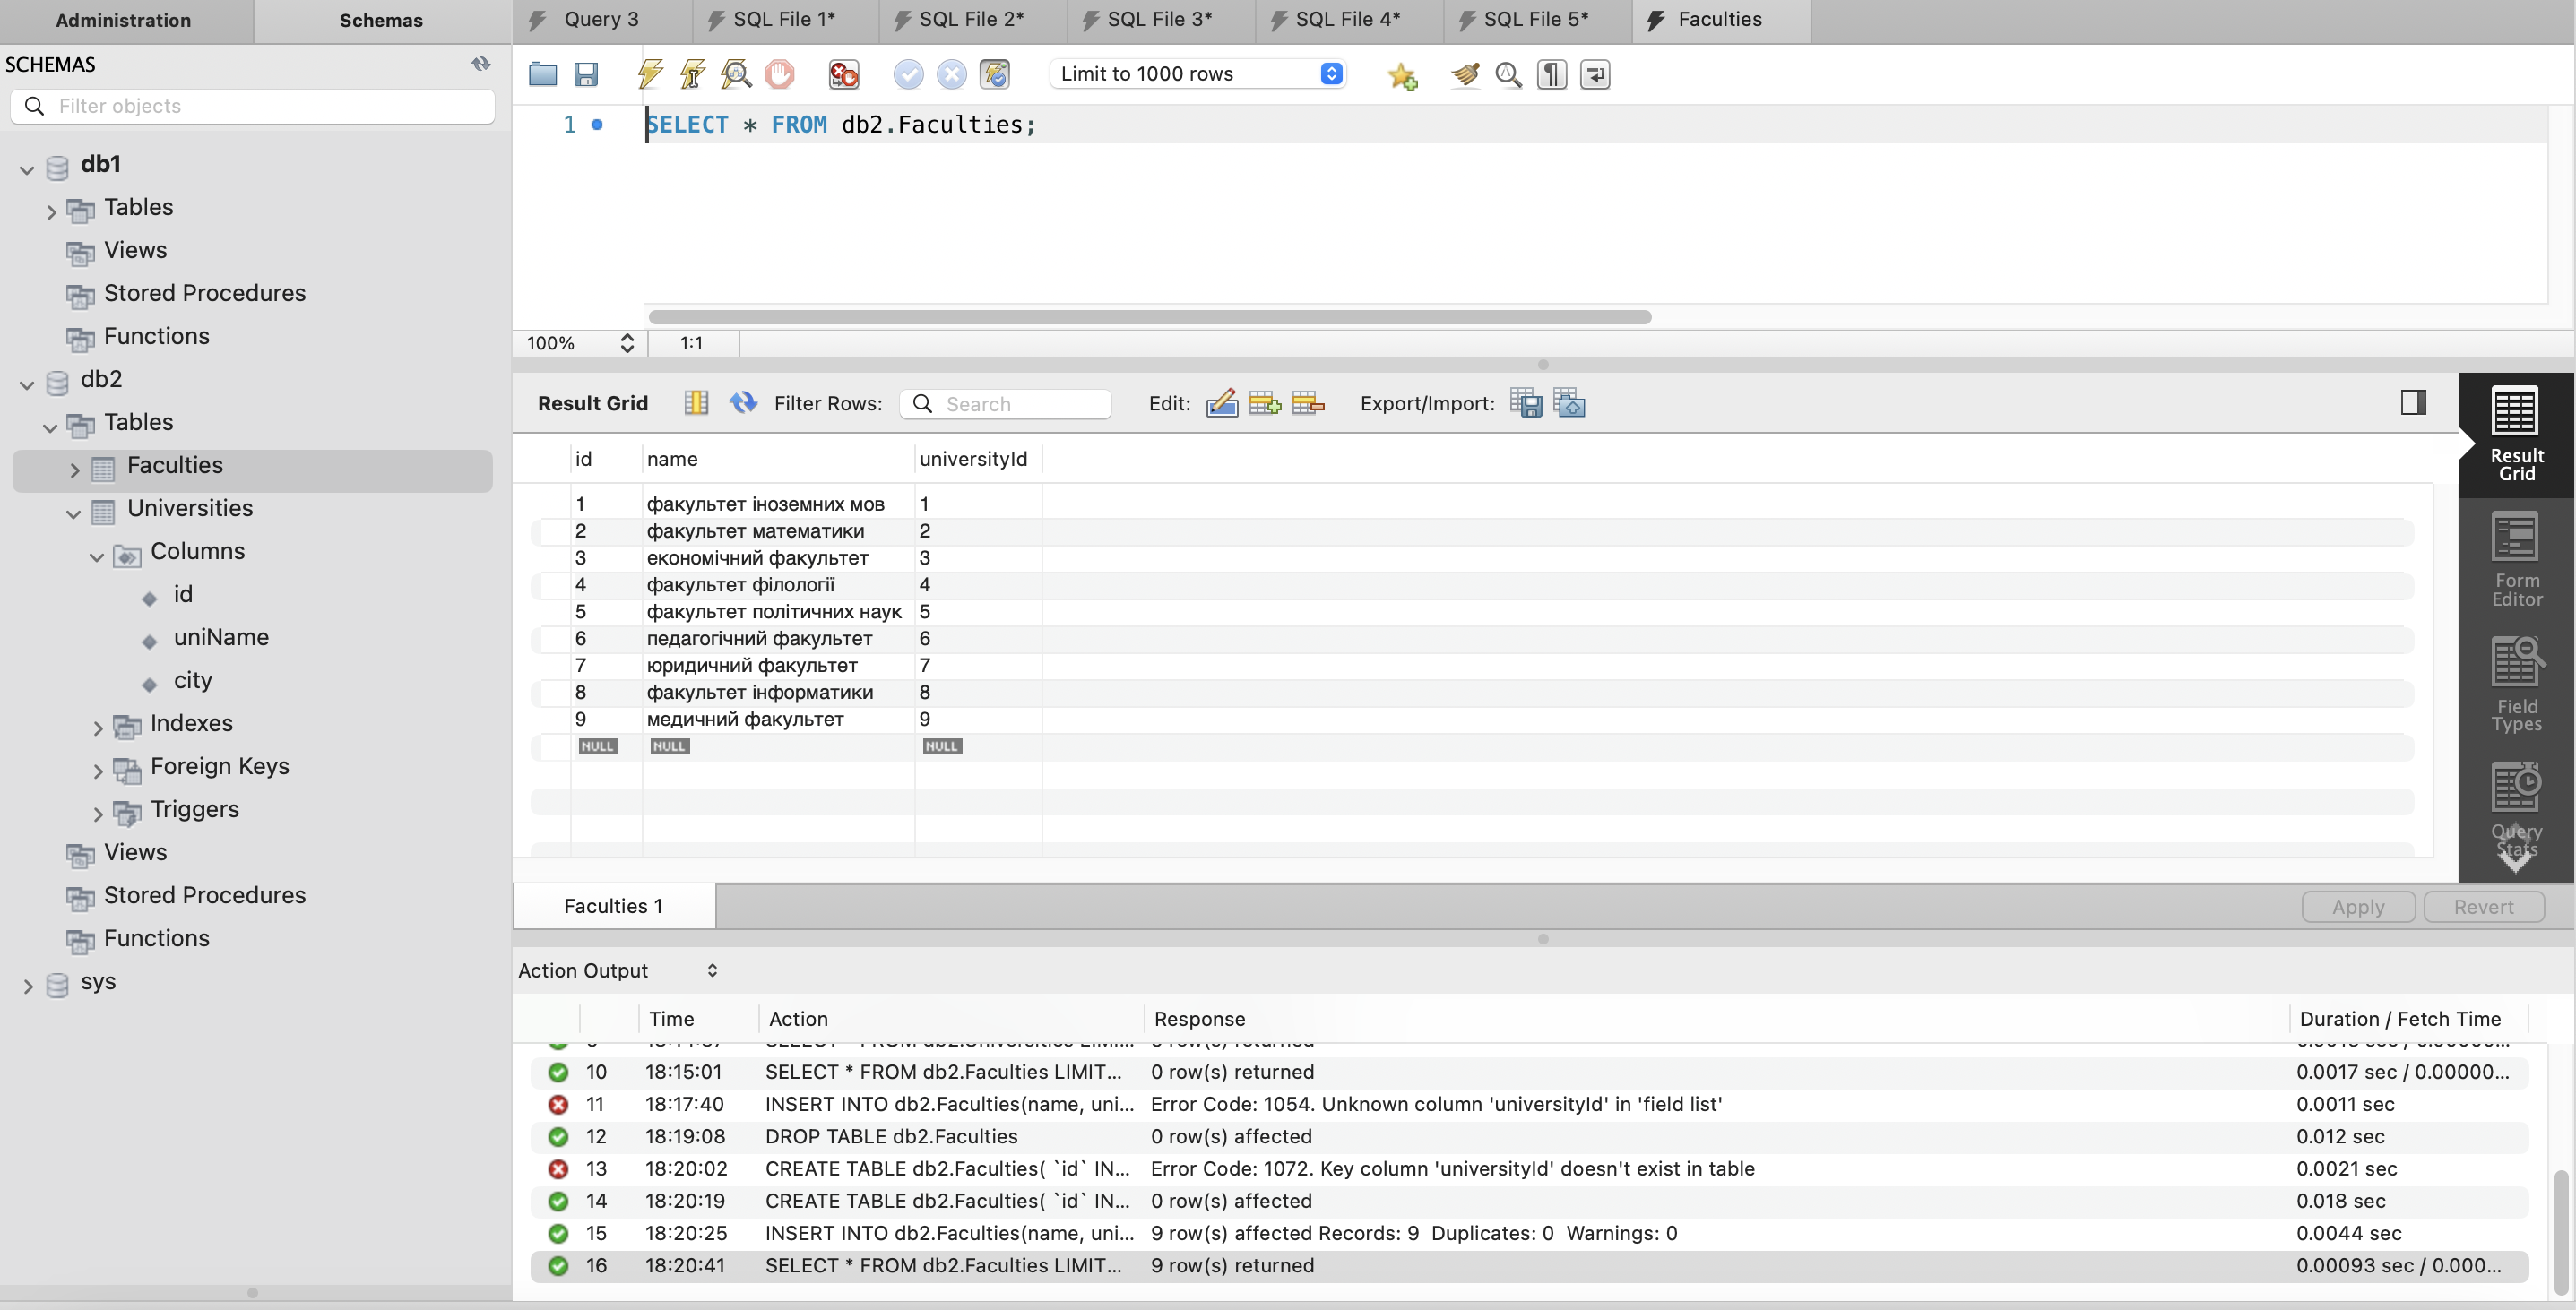 Administration
Schemas
SCHEMAS
Filter objects
db1
Tables
Views
Stored Procedures
Functions
db2
Tables
Faculties
Universities
Columns
id
uniName
city
Indexes
Foreign Keys
Triggers
Views
Stored Procedures
Functions
sys
Query 3
SQL File 1*
SQL File 2*
SQL File 3*
SQL File 4*
SQL File 5*
Faculties
Limit to 1000 rows
1 SELECT * FROM db2.Faculties;
100% 1:1
Result Grid Filter Rows: Search Edit: Export/Import:
id name universityId
1 факультет іноземних мов 1
2 факультет математики 2
3 економічний факультет 3
4 факультет філології 4
5 факультет політичних наук 5
6 педагогічний факультет 6
7 юридичний факультет 7
8 факультет інформатики 8
9 медичний факультет 9
NULL NULL NULL
Result
Grid
Form
Editor
Field
Types
Query
Stats
Faculties 1
Apply Revert
Action Output
Time Action Response Duration / Fetch Time
10 18:15:01 SELECT * FROM db2.Faculties LIMIT... 0 row(s) returned 0.0017 sec / 0.00000...
11 18:17:40 INSERT INTO db2.Faculties(name, uni... Error Code: 1054. Unknown column 'universityId' in 'field list' 0.0011 sec
12 18:19:08 DROP TABLE db2.Faculties 0 row(s) affected 0.012 sec
13 18:20:02 CREATE TABLE db2.Faculties( `id` IN... Error Code: 1072. Key column 'universityId' doesn't exist in table 0.0021 sec
14 18:20:19 CREATE TABLE db2.Faculties( `id` IN... 0 row(s) affected 0.018 sec
15 18:20:25 INSERT INTO db2.Faculties(name, uni... 9 row(s) affected Records: 9 Duplicates: 0 Warnings: 0 0.0044 sec
16 18:20:41 SELECT * FROM db2.Faculties LIMIT... 9 row(s) returned 0.00093 sec / 0.000...